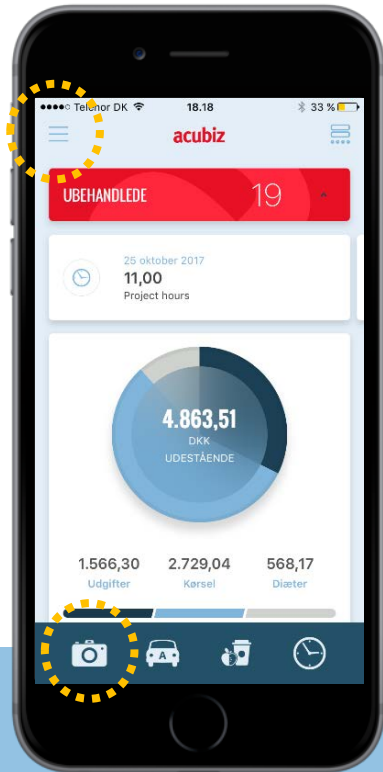 Telenor DK 18.18 33 %
acubiz
UBEHANDLEDE 19
25 oktober 2017
11,00
Project hours
4.863,51
DKK
UDESTÅENDE
1.566,30 2.729,04 568,17
Udgifter Kørsel Diæter
A